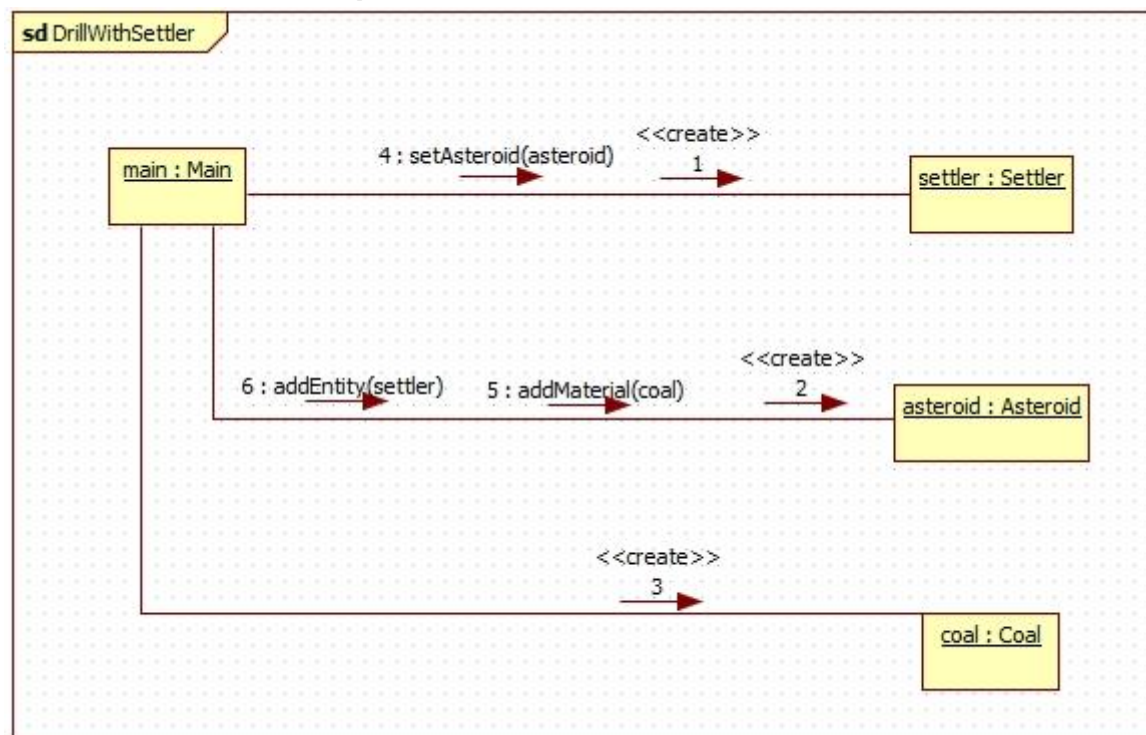 sd DrillWithSettler
<<create>>
4 : setAsteroid(asteroid)
1
main : Main
settler : Settler
<<create>>
6 : addEntity(settler)
5 : addMaterial(coal)
2
asteroid : Asteroid
<<create>>
3
coal : Coal